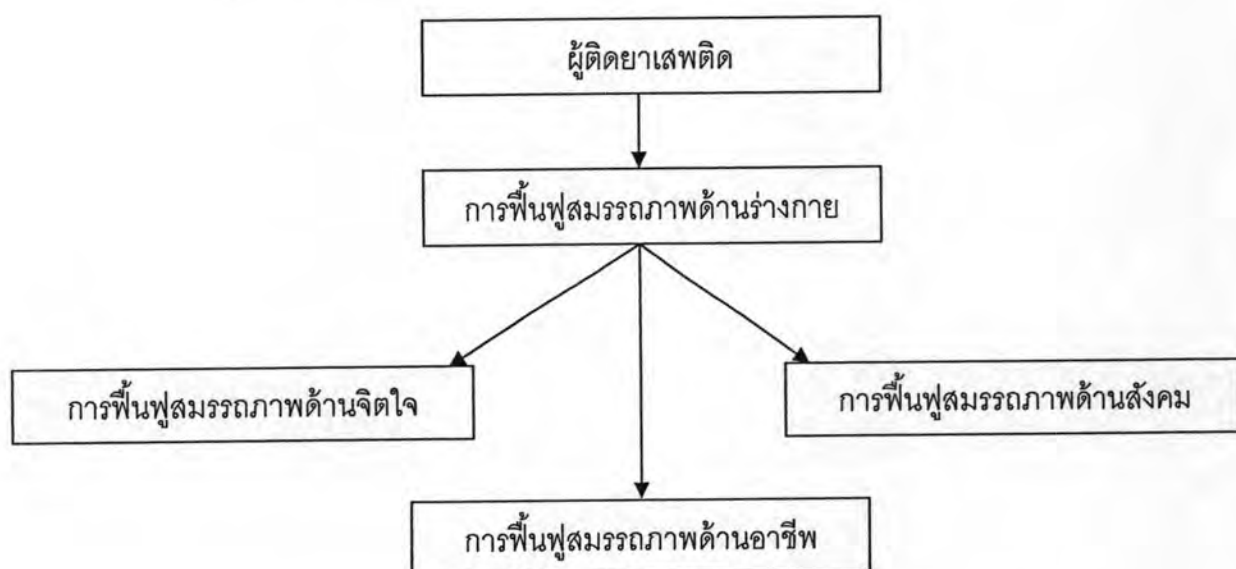 ผู้ติดยาเสพติด
การฟื้นฟูสมรรถภาพด้านร่างกาย
การฟื้นฟูสมรรถภาพด้านจิตใจ
การฟื้นฟูสมรรถภาพด้านสังคม
การฟื้นฟูสมรรถภาพด้านอาชีพ